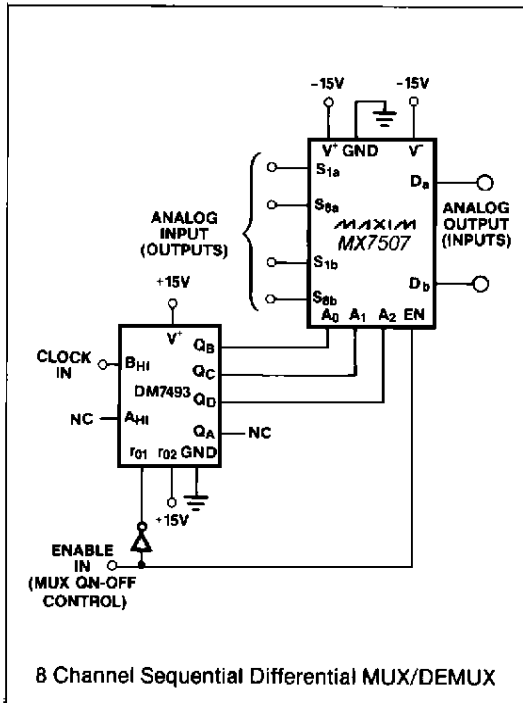 -15V
-15V
V+ GND V-
S1a
S8a
S1b
S8b
ANALOG
INPUT
(OUTPUTS)
MAXIM
MX7507
Da
Db
ANALOG
OUTPUT
(INPUTS)
A0 A1 A2 EN
+15V
V+
CLOCK
IN
BHI
QB
QC
DM7493
QD
NC
AHI
QA
NC
r01 r02 GND
+15V
ENABLE
IN
(MUX ON-OFF
CONTROL)
8 Channel Sequential Differential MUX/DEMUX